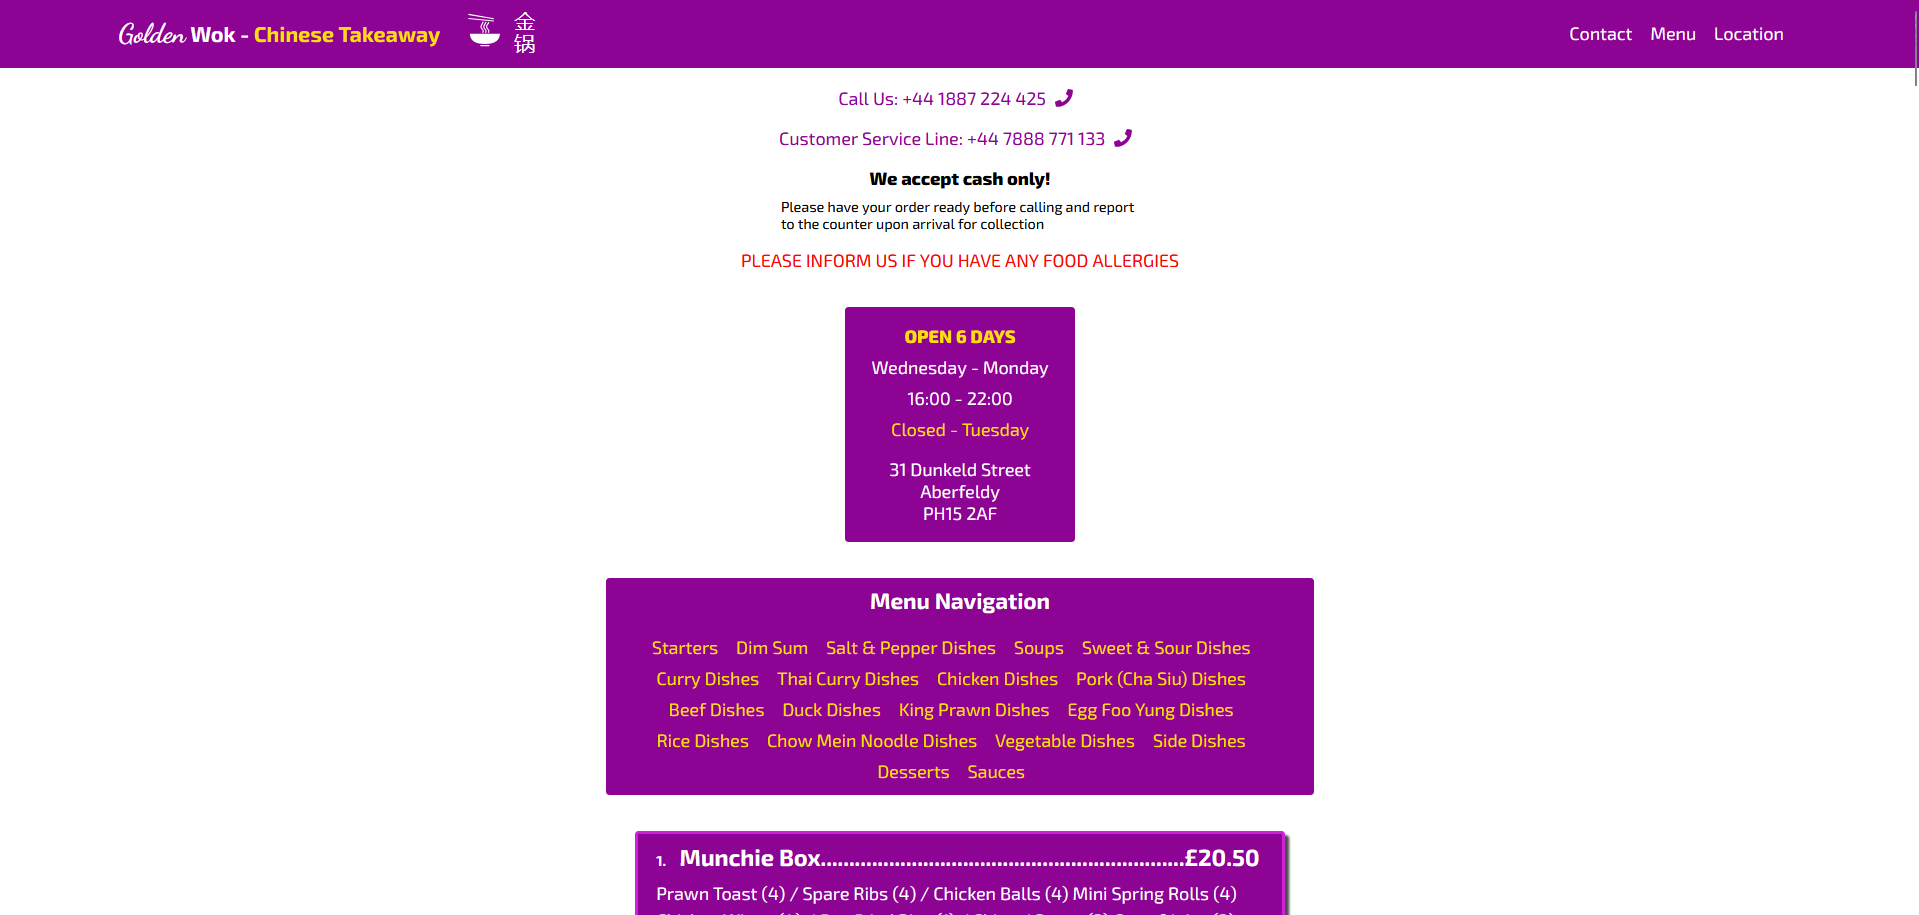 Golden Wok - Chinese Takeaway
金
锅
Contact Menu Location
Call Us: +44 1887 224 425
Customer Service Line: +44 7888 771 133
We accept cash only!
Please have your order ready before calling and report
to the counter upon arrival for collection
PLEASE INFORM US IF YOU HAVE ANY FOOD ALLERGIES
OPEN 6 DAYS
Wednesday - Monday
16:00 - 22:00
Closed - Tuesday
31 Dunkeld Street
Aberfeldy
PH15 2AF
Menu Navigation
Starters Dim Sum Salt & Pepper Dishes Soups Sweet & Sour Dishes
Curry Dishes Thai Curry Dishes Chicken Dishes Pork (Cha Siu) Dishes
Beef Dishes Duck Dishes King Prawn Dishes Egg Foo Yung Dishes
Rice Dishes Chow Mein Noodle Dishes Vegetable Dishes Side Dishes
Desserts Sauces
1. Munchie Box................................................................£20.50
Prawn Toast (4) / Spare Ribs (4) / Chicken Balls (4) Mini Spring Rolls (4)